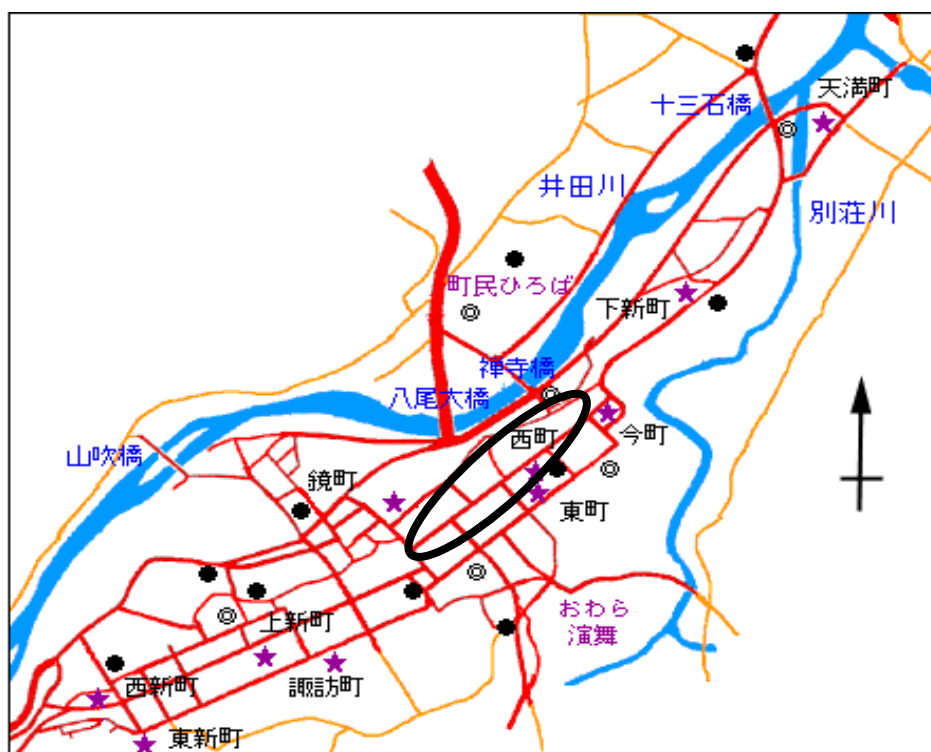 天満町
十三石橋
井田川
別荘川
町民ひろば
下新町
禅寺橋
八尾大橋
西町
今町
山吹橋
鏡町
東町
おわら
演舞
上新町
諏訪町
西新町
東新町